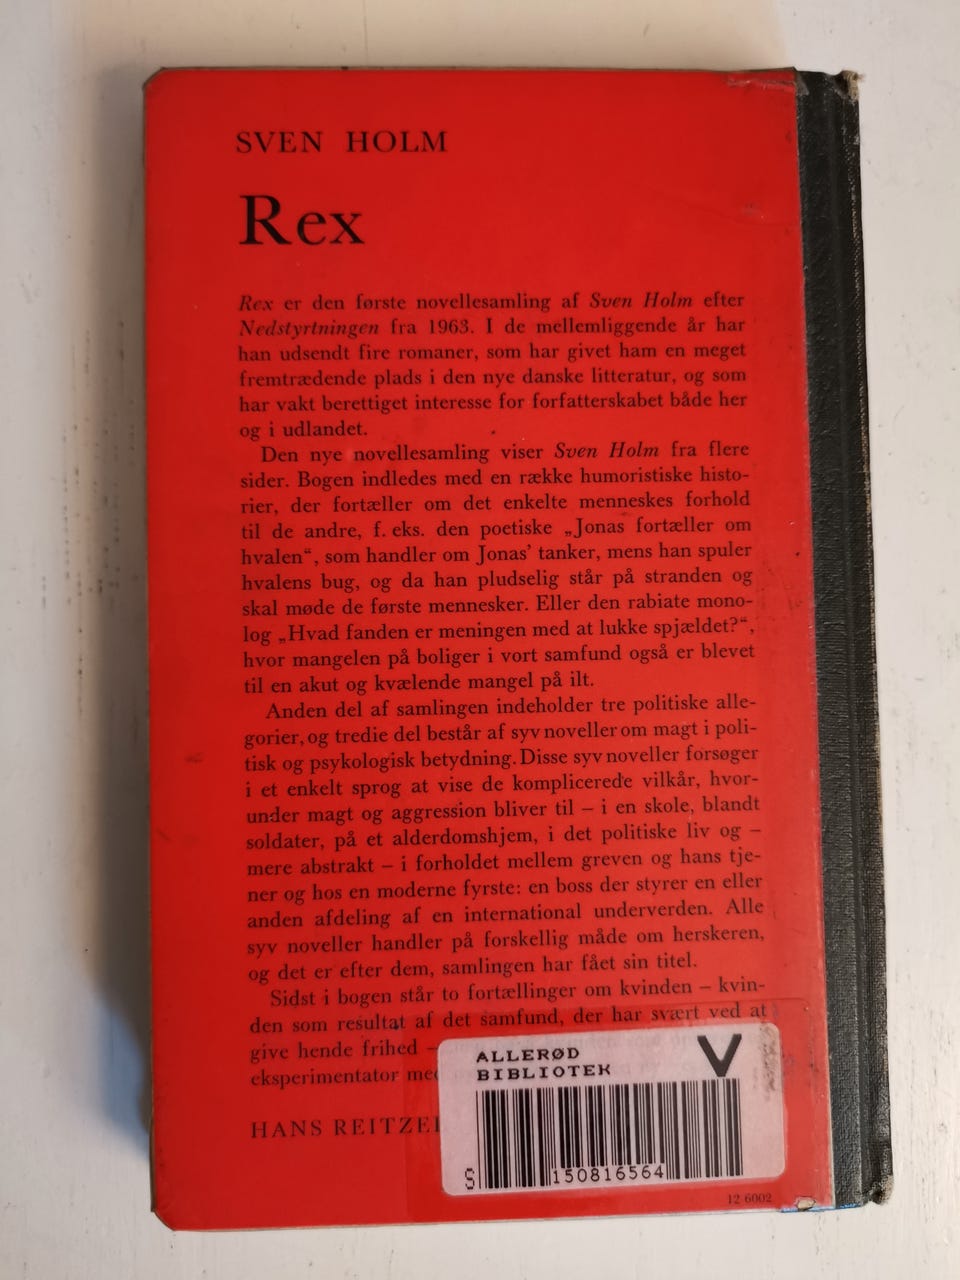 SVEN HOLM
Rex
Rex er den første novellesamling af Sven Holm efter
Nedstyrtningen fra 1963. I de mellemliggende år har
han udsendt fire romaner, som har givet ham en meget
fremtrædende plads i den nye danske litteratur, og som
har vakt berettiget interesse for forfatterskabet både her
og i udlandet.
Den nye novellesamling viser Sven Holm fra flere
sider. Bogen indledes med en række humoristiske histo-
rier, der fortæller om det enkelte menneskes forhold
til de andre, f. eks. den poetiske „Jonas fortæller om
hvalen“, som handler om Jonas’ tanker, mens han spuler
hvalens bug, og da han pludselig står på stranden og
skal møde de første mennesker. Eller den rabiate mono-
log „Hvad fanden er meningen med at lukke spjældet?“,
hvor mangelen på boliger i vort samfund også er blevet
til en akut og kvælende mangel på ilt.
Anden del af samlingen indeholder tre politiske alle-
gorier, og tredie del består af syv noveller om magt i poli-
tisk og psykologisk betydning. Disse syv noveller forsøger
i et enkelt sprog at vise de komplicerede vilkår, hvor-
under magt og aggression bliver til – i en skole, blandt
soldater, på et alderdomshjem, i det politiske liv og –
mere abstrakt – i forholdet mellem greven og hans tje-
ner og hos en moderne fyrste: en boss der styrer en eller
anden afdeling af en international underverden. Alle
syv noveller handler på forskellig måde om herskeren,
og det er efter dem, samlingen har fået sin titel.
Sidst i bogen står to fortællinger om kvinden – kvin-
den som resultat af det samfund, der har svært ved at
give hende frihed –
eksperimentator med
HANS REITZEL
ALLERØD
BIBLIOTEK
V
S
150816564
12 6002